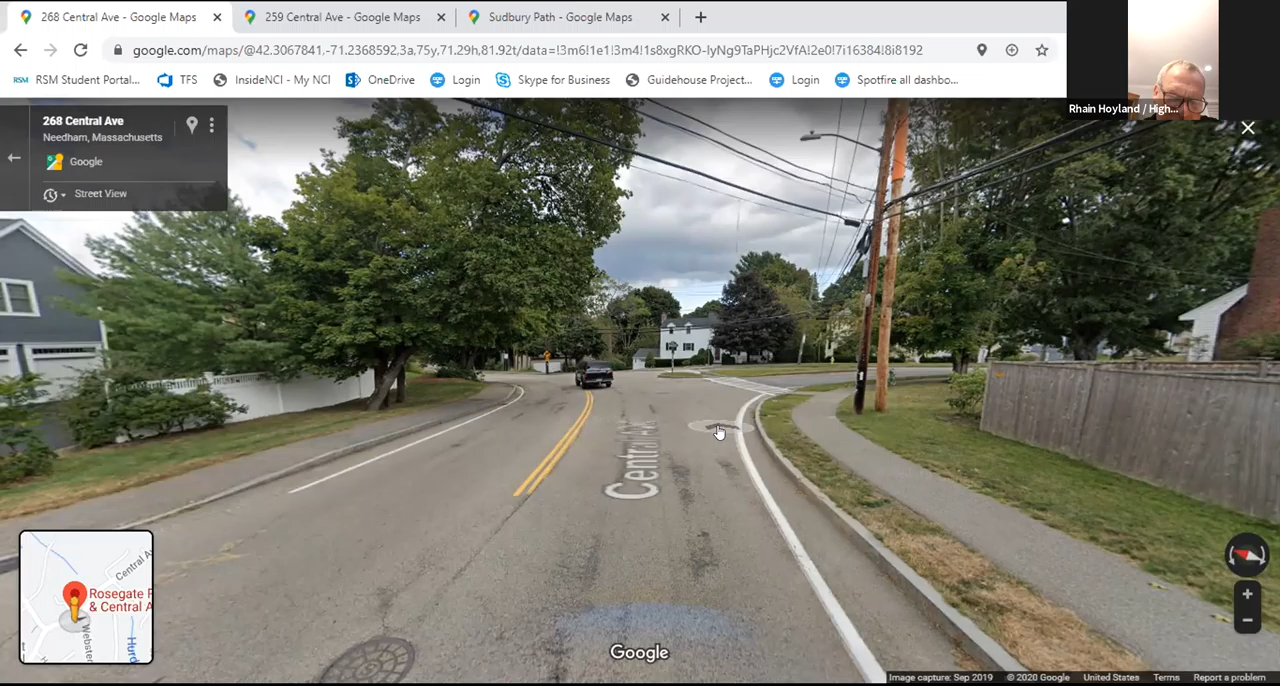 268 Central Ave - Google Maps
259 Central Ave - Google Maps
Sudbury Path - Google Maps
google.com/maps/@42.3067841,-71.2368592,3a,75y,71.29h,81.92t/data=!3m6!1e1!3m4!1s8xgRKO-IyNg9TaPHjc2VfA!2e0!7i16384!8i8192
RSM RSM Student Portal...
TFS
InsideNCI - My NCI
OneDrive
Login
Skype for Business
Guidehouse Project...
Login
Spotfire all dashbo...
Rhain Hoyland / High...
268 Central Ave
Needham, Massachusetts
Google
Street View
Central
Central A
Rosegate
& Central A
Webster
Hurd
Google
Image capture: Sep 2019
© 2020 Google
United States
Terms
Report a problem